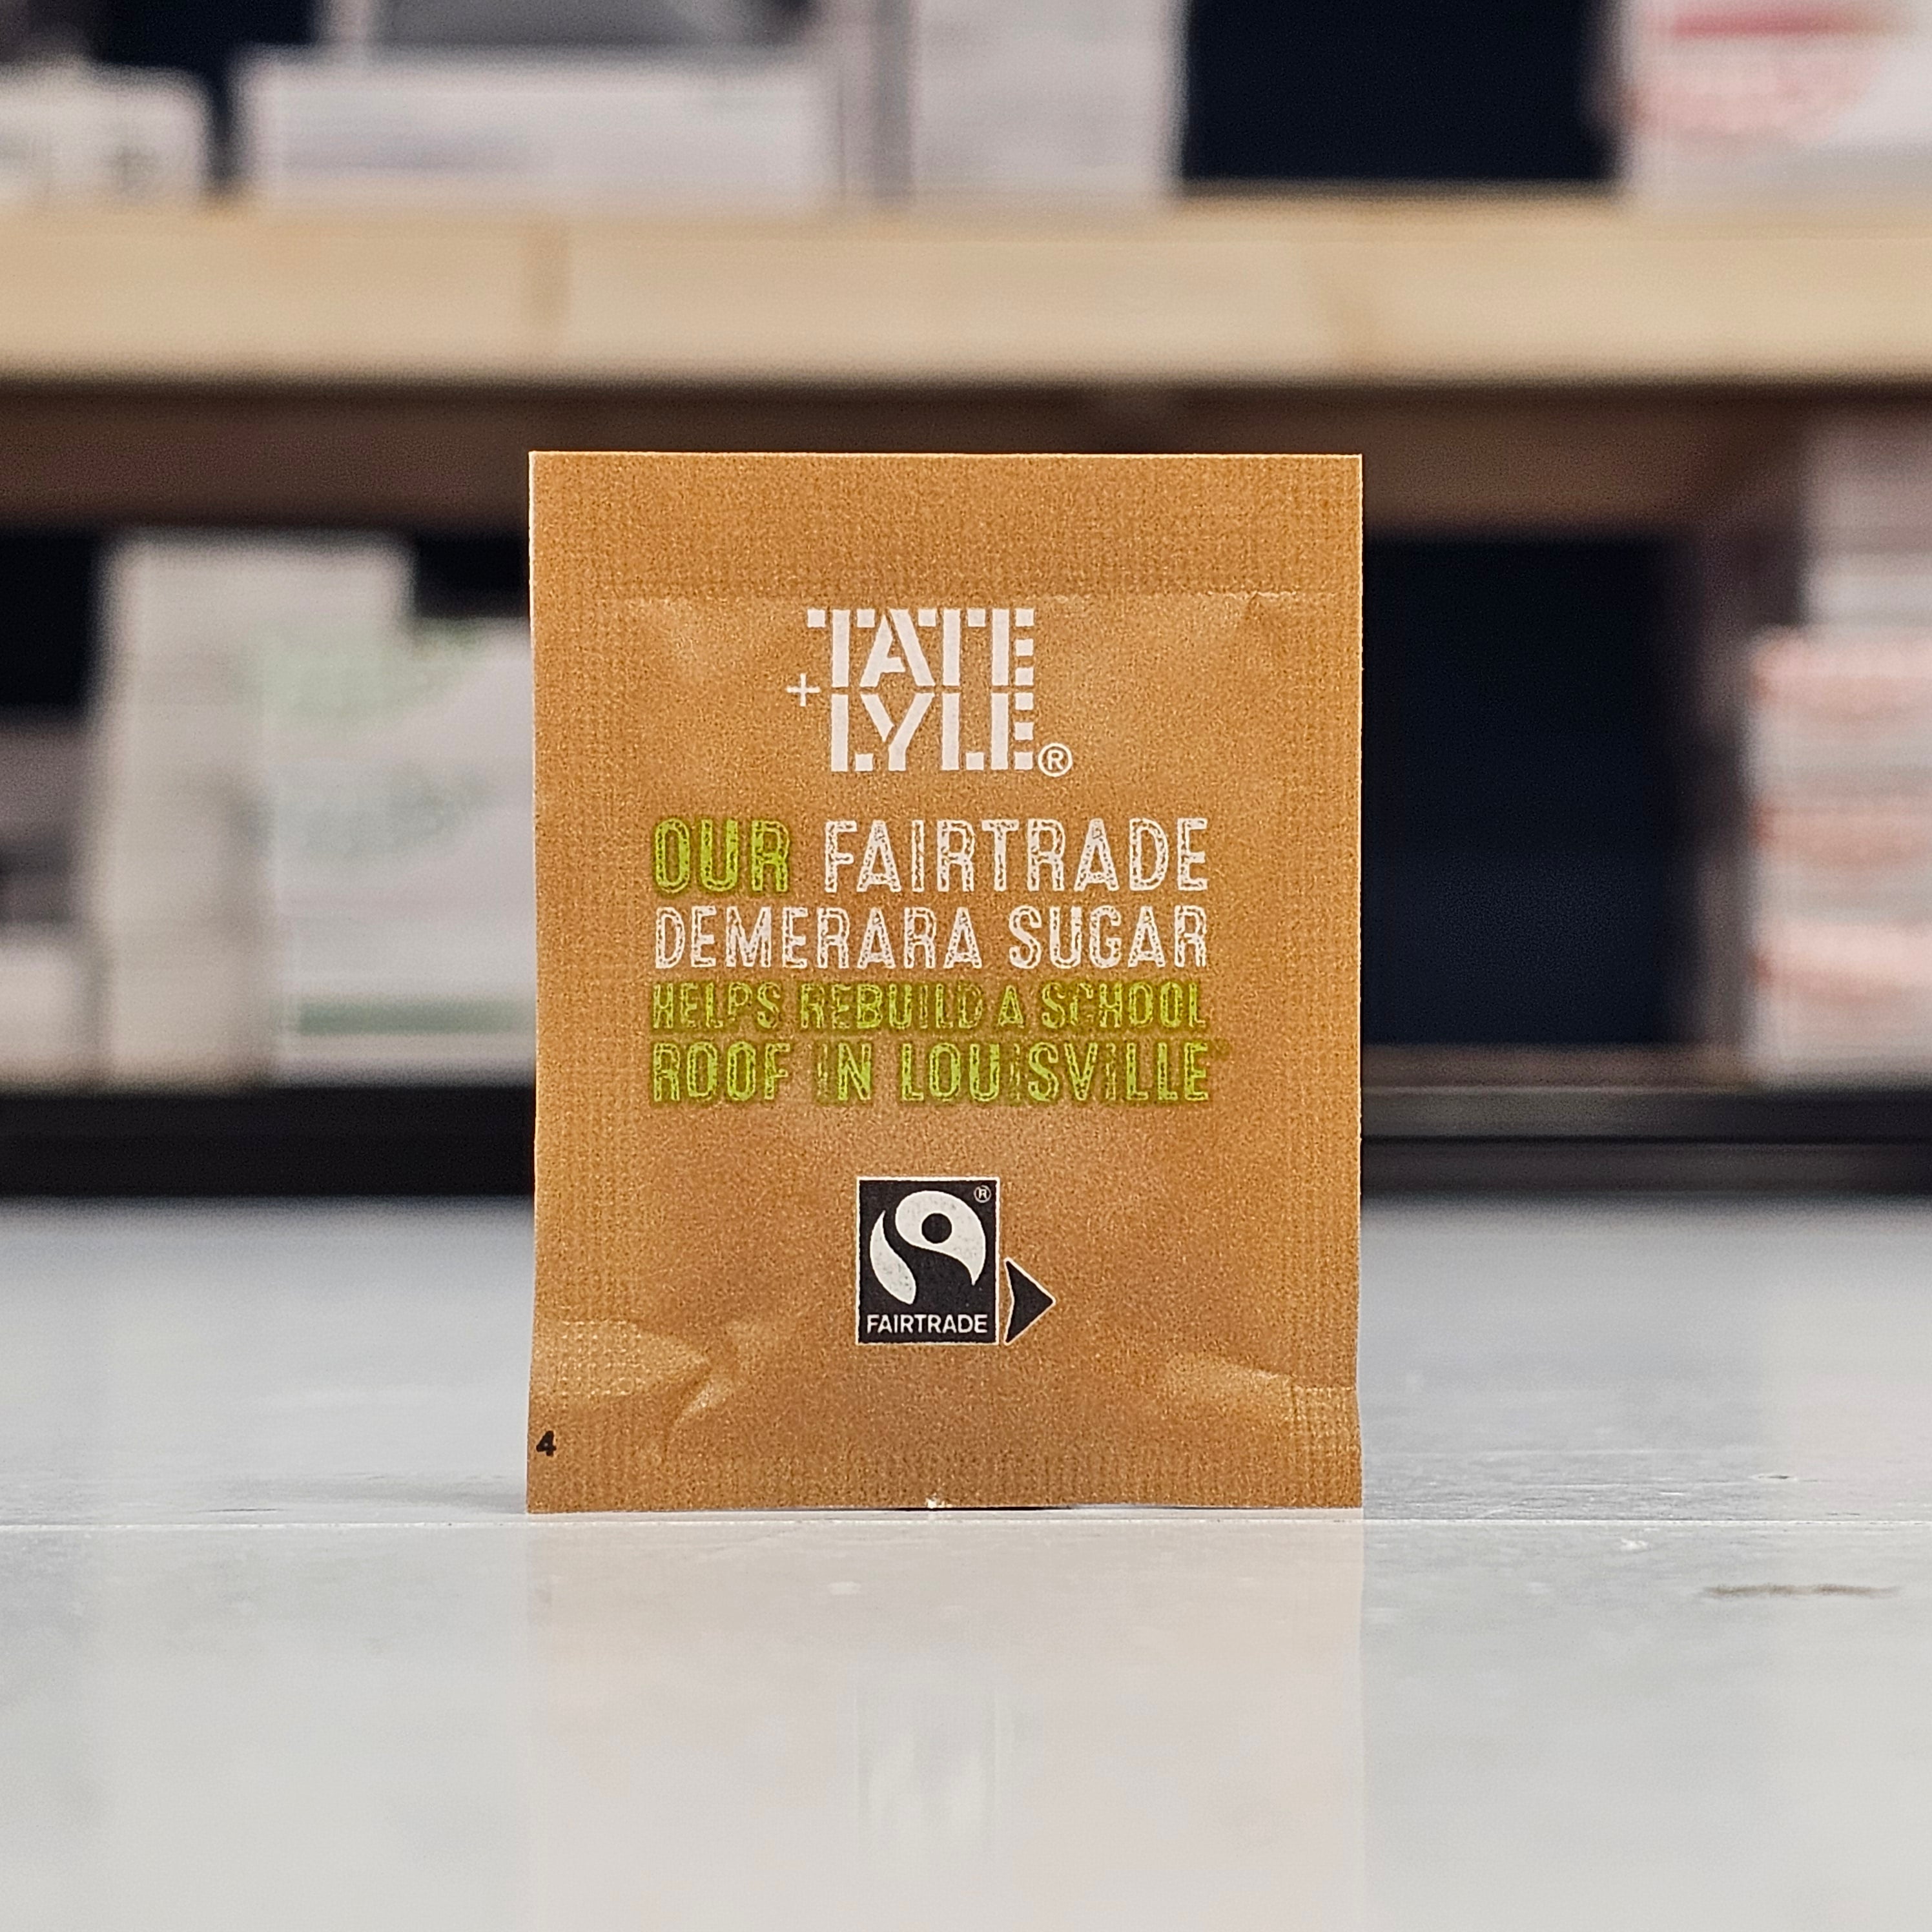 TATE
+ LYLE®
OUR FAIRTRADE
DEMERARA SUGAR
HELPS REBUILD A SCHOOL
ROOF IN LOUISVILLE
®
FAIRTRADE
4